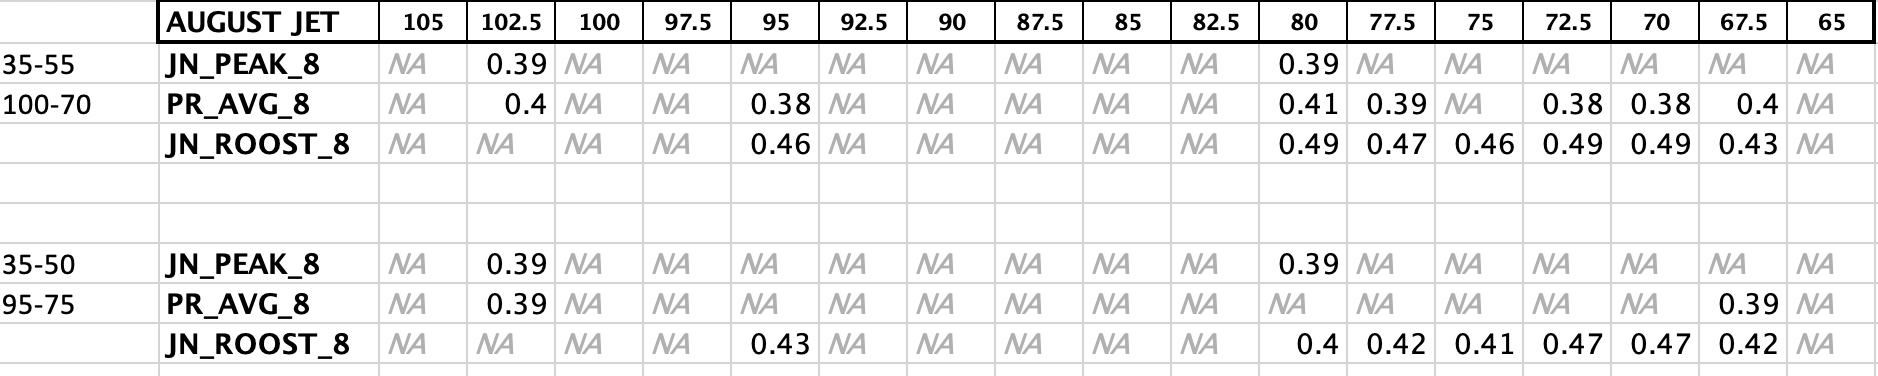 AUGUST JET 105 102.5 100 97.5 95 92.5 90 87.5 85 82.5 80 77.5 75 72.5 70 67.5 65
35-55 JN_PEAK_8 NA 0.39 NA NA NA NA NA NA NA NA 0.39 NA NA NA NA NA NA
100-70 PR_AVG_8 NA 0.4 NA NA 0.38 NA NA NA NA NA 0.41 0.39 NA 0.38 0.38 0.4 NA
JN_ROOST_8 NA NA NA NA 0.46 NA NA NA NA NA 0.49 0.47 0.46 0.49 0.49 0.43 NA
35-50 JN_PEAK_8 NA 0.39 NA NA NA NA NA NA NA NA 0.39 NA NA NA NA NA NA
95-75 PR_AVG_8 NA 0.39 NA NA NA NA NA NA NA NA NA NA NA NA NA 0.39 NA
JN_ROOST_8 NA NA NA NA 0.43 NA NA NA NA NA 0.4 0.42 0.41 0.47 0.47 0.42 NA